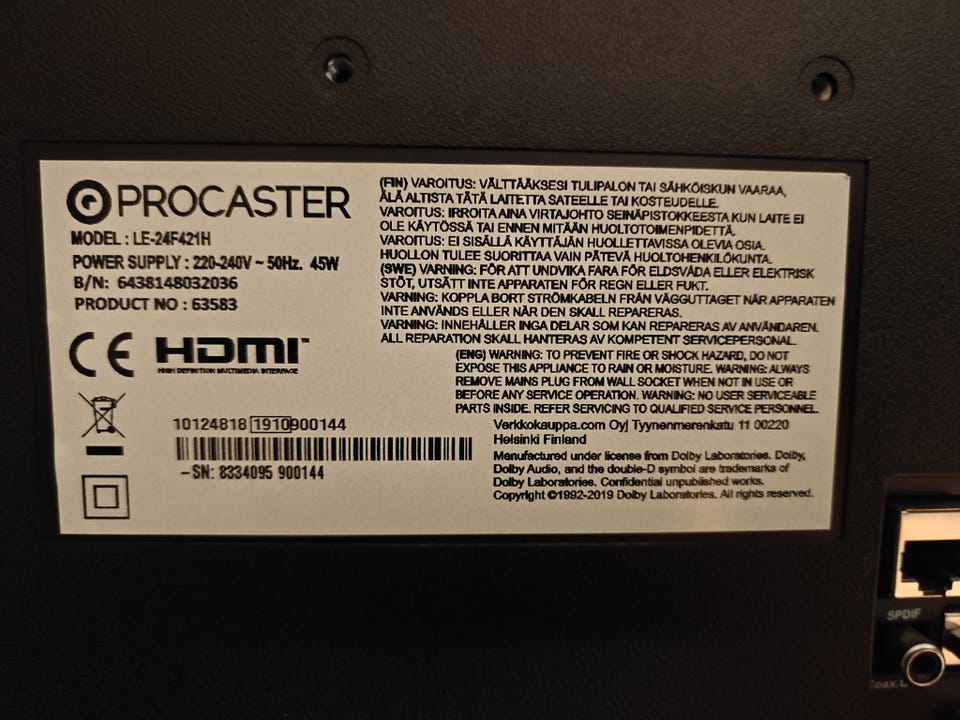 PROCASTER
MODEL : LE-24F421H
POWER SUPPLY : 220-240V ~ 50Hz. 45W
B/N: 6438148032036
PRODUCT NO : 63583
CE HDMI™
HIGH DEFINITION MULTIMEDIA INTERFACE
10124818 1910900144
-SN: 8334095 900144
(FIN) VAROITUS: VÄLTTÄÄKSESI TULIPALON TAI SÄHKÖISKUN VAARAA,
ÄLÄ ALTISTA TÄTÄ LAITETTA SATEELLE TAI KOSTEUDELLE.
VAROITUS: IRROITA AINA VIRTAJOHTO SEINÄPISTOKKEESTA KUN LAITE EI
OLE KÄYTÖSSÄ TAI ENNEN MITÄÄN HUOLTOTOIMENPIDETTÄ.
VAROITUS: EI SISÄLLÄ KÄYTTÄJÄN HUOLLETTAVISSA OLEVIA OSIA.
HUOLLON TULEE SUORITTAA VAIN PÄTEVÄ HUOLTOHENKILÖKUNTA.
(SWE) VARNING: FÖR ATT UNDVIKA FARA FÖR ELDSVÅDA ELLER ELEKTRISK
STÖT, UTSÄTT INTE APPARATEN FÖR REGN ELLER FUKT.
VARNING: KOPPLA BORT STRÖMKABELN FRÅN VÄGGUTTAGET NÄR APPARATEN
INTE ANVÄNDS ELLER NÄR DEN SKALL REPARERAS.
VARNING: INNEHÅLLER INGA DELAR SOM KAN REPARERAS AV ANVÄNDAREN.
ALL REPARATION SKALL HANTERAS AV KOMPETENT SERVICEPERSONAL.
(ENG) WARNING: TO PREVENT FIRE OR SHOCK HAZARD, DO NOT
EXPOSE THIS APPLIANCE TO RAIN OR MOISTURE. WARNING: ALWAYS
REMOVE MAINS PLUG FROM WALL SOCKET WHEN NOT IN USE OR
BEFORE ANY SERVICE OPERATION. WARNING: NO USER SERVICEABLE
PARTS INSIDE. REFER SERVICING TO QUALIFIED SERVICE PERSONNEL.
Verkkokauppa.com Oyj Tyynenmerenkatu 11 00220
Helsinki Finland
Manufactured under license from Dolby Laboratories. Dolby,
Dolby Audio, and the double-D symbol are trademarks of
Dolby Laboratories. Confidential unpublished works.
Copyright ©1992-2019 Dolby Laboratories. All rights reserved.
SPDIF